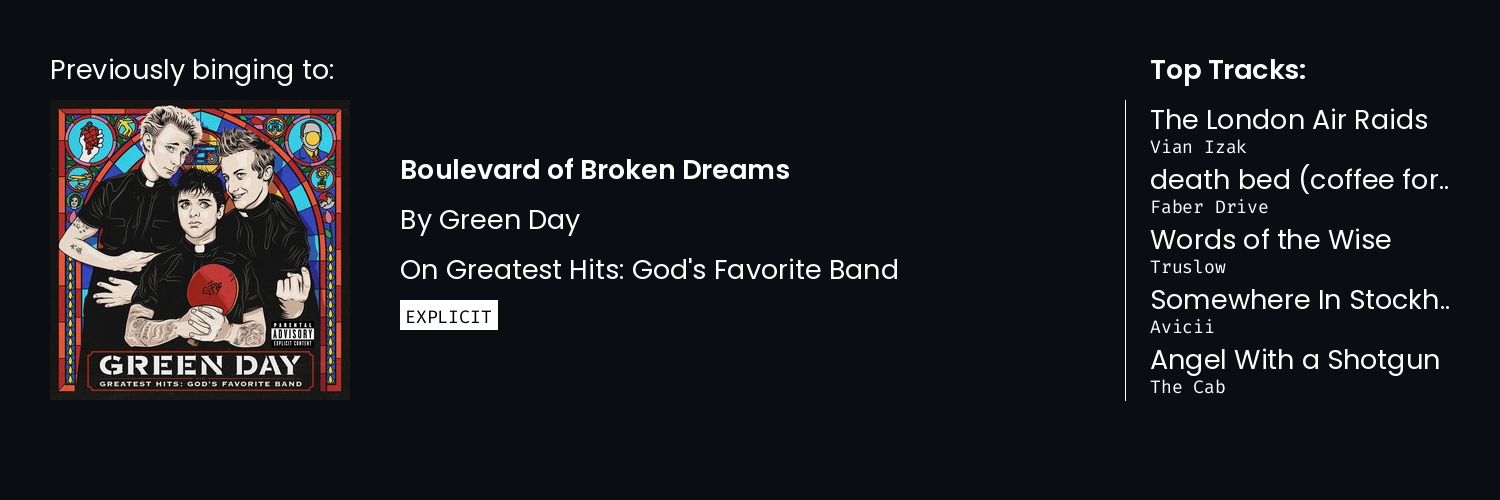 Previously binging to:
PARENTAL
ADVISORY
EXPLICIT CONTENT
GREEN DAY
GREATEST HITS: GOD'S FAVORITE BAND
Boulevard of Broken Dreams
By Green Day
On Greatest Hits: God's Favorite Band
EXPLICIT
Top Tracks:
The London Air Raids
Vian Izak
death bed (coffee for..
Faber Drive
Words of the Wise
Truslow
Somewhere In Stockh..
Avicii
Angel With a Shotgun
The Cab